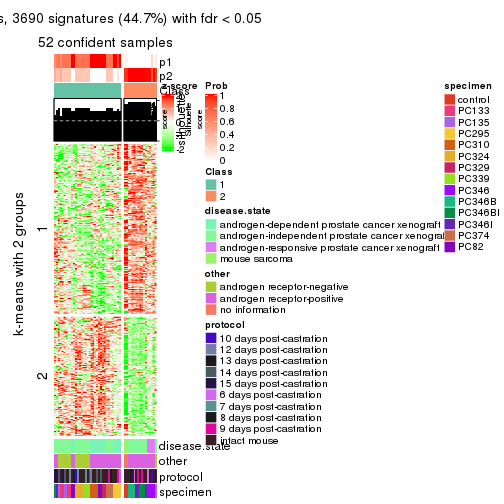 s, 3690 signatures (44.7%) with fdr < 0.05
52 confident samples
p1
p2
Class
k-means with 2 groups
1
2
disease.state
other
protocol
specimen
z-score
Prob
1
0.8
0.6
0.4
0.2
0
Class
1
2
disease.state
androgen-dependent prostate cancer xenograft
androgen-independent prostate cancer xenograft
androgen-responsive prostate cancer xenograft
mouse sarcoma
other
androgen receptor-negative
androgen receptor-positive
no information
protocol
10 days post-castration
12 days post-castration
13 days post-castration
14 days post-castration
15 days post-castration
6 days post-castration
7 days post-castration
8 days post-castration
9 days post-castration
intact mouse
specimen
control
PC133
PC135
PC295
PC310
PC324
PC329
PC339
PC346
PC346B
PC346BI
PC346I
PC374
PC82